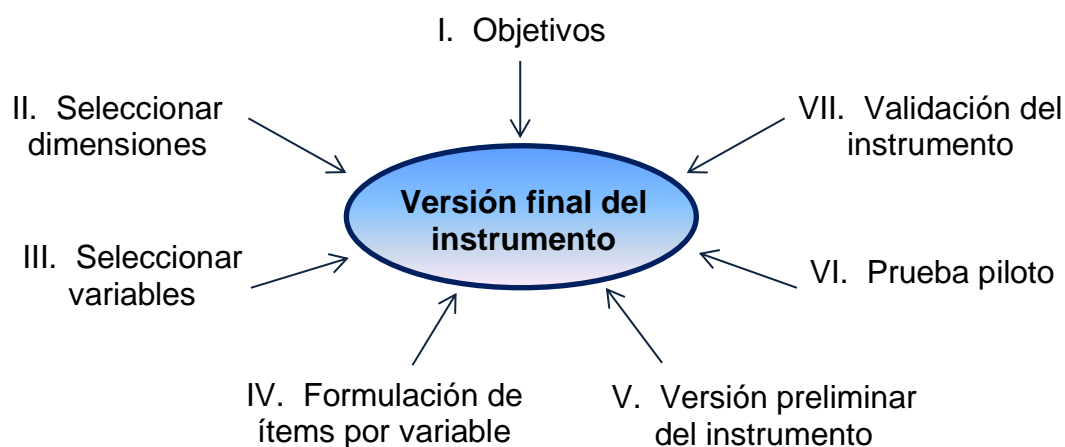 I. Objetivos
II. Seleccionar
dimensiones
VII. Validación del
instrumento
Versión final del
instrumento
III. Seleccionar
variables
VI. Prueba piloto
IV. Formulación de
ítems por variable
V. Versión preliminar
del instrumento